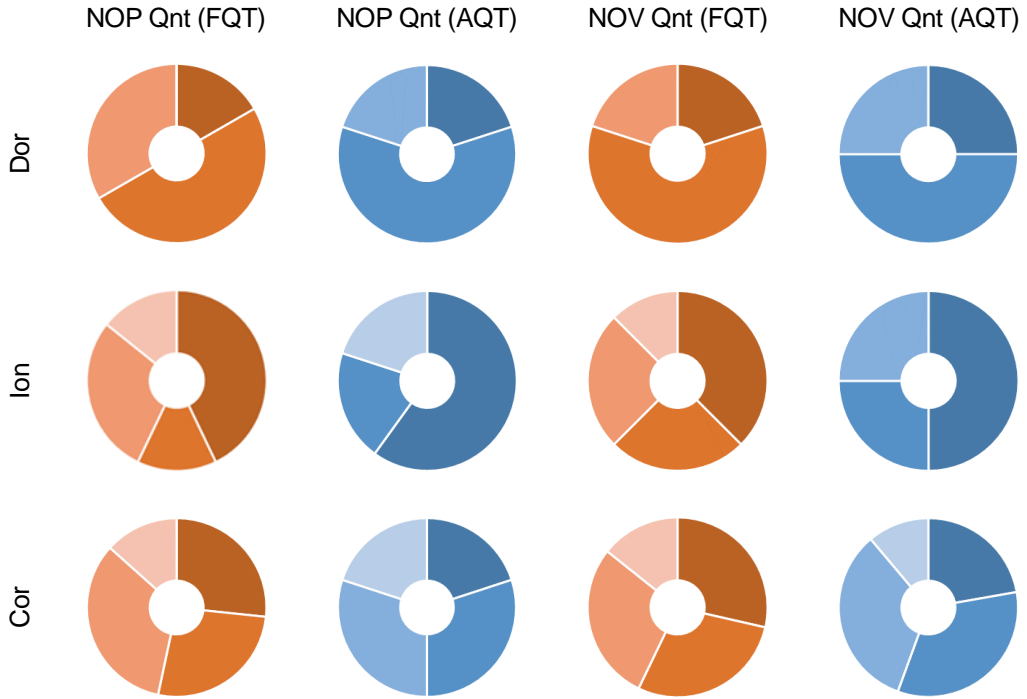 NOP Qnt (FQT) NOP Qnt (AQT) NOV Qnt (FQT) NOV Qnt (AQT)
Dor
Ion
Cor